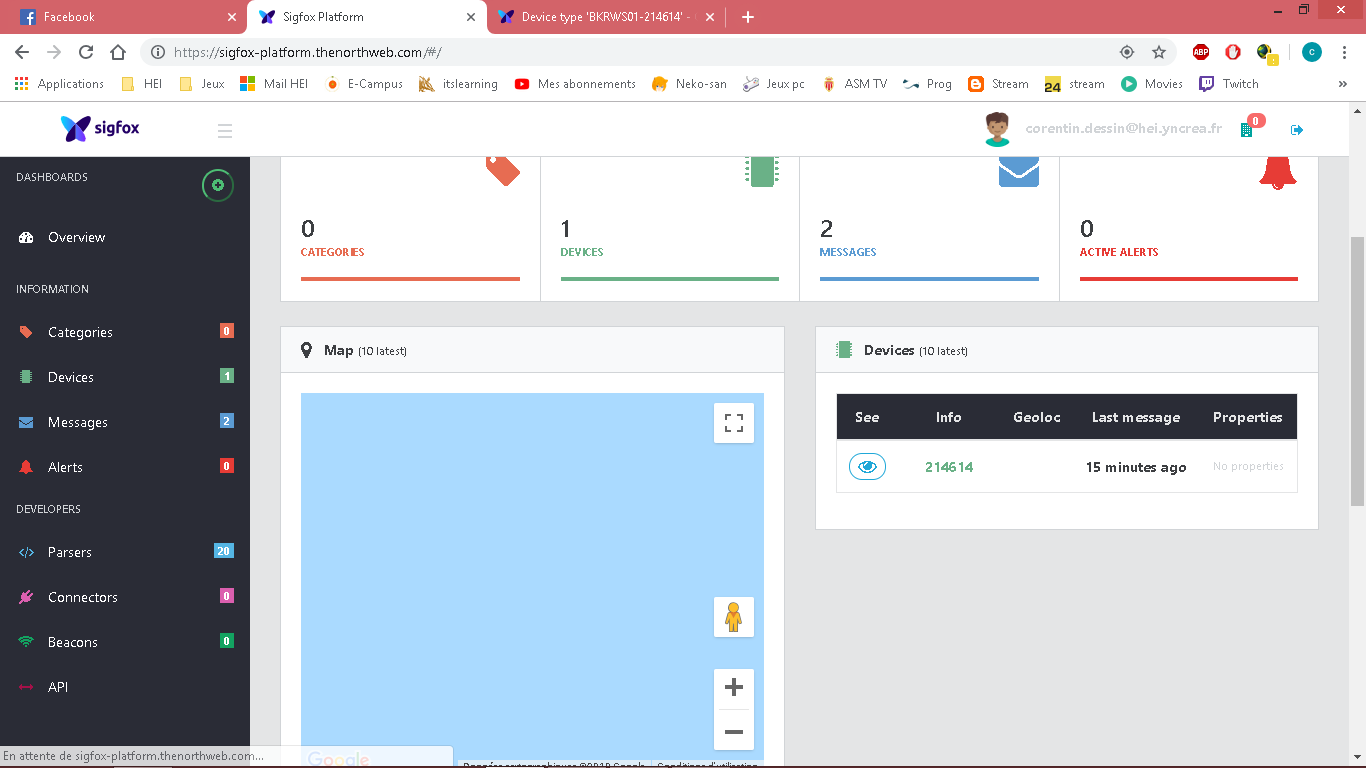 Facebook
Sigfox Platform
Device type 'BKRWS01-214614' -
https://sigfox-platform.thenorthweb.com/#/
ABP
C
Applications
HEI
Jeux
Mail HEI
E-Campus
itslearning
Mes abonnements
Neko-san
Jeux pc
ASM TV
Prog
Stream
24 stream
Movies
Twitch
»
sigfox
corentin.dessin@hei.yncrea.fr
0
DASHBOARDS
Overview
INFORMATION
Categories 0
Devices 1
Messages 2
Alerts 0
DEVELOPERS
Parsers 20
Connectors 0
Beacons 0
API
0
CATEGORIES
1
DEVICES
2
MESSAGES
0
ACTIVE ALERTS
Map (10 latest)
Google
Devices (10 latest)
See Info Geoloc Last message Properties
214614 15 minutes ago No properties
En attente de sigfox-platform.thenorthweb.com...